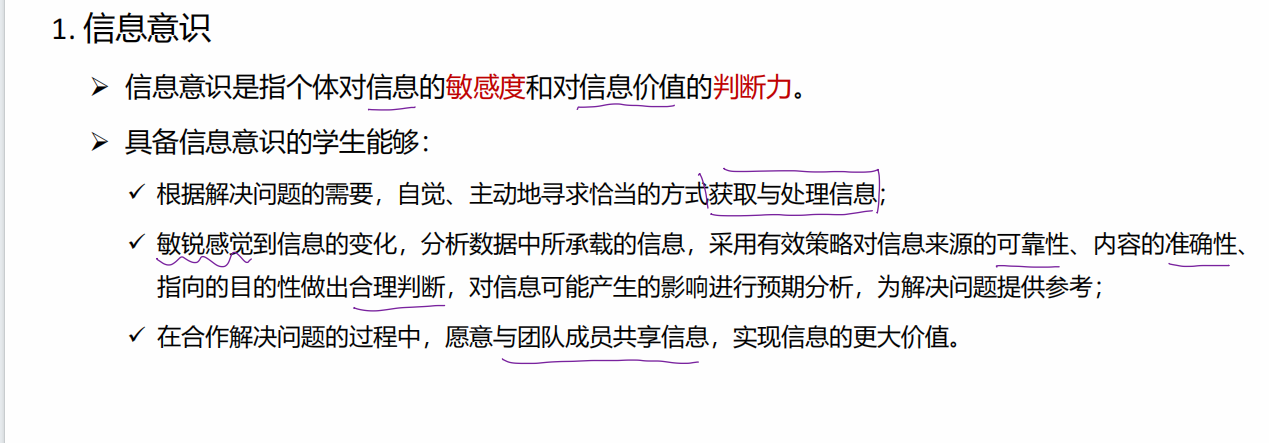 1. 信息意识
➢ 信息意识是指个体对信息的敏感度和对信息价值的判断力。
➢ 具备信息意识的学生能够：
✓ 根据解决问题的需要，自觉、主动地寻求恰当的方式获取与处理信息；
✓ 敏锐感觉到信息的变化，分析数据中所承载的信息，采用有效策略对信息来源的可靠性、内容的准确性、
指向的目的性做出合理判断，对信息可能产生的影响进行预期分析，为解决问题提供参考；
✓ 在合作解决问题的过程中，愿意与团队成员共享信息，实现信息的更大价值。